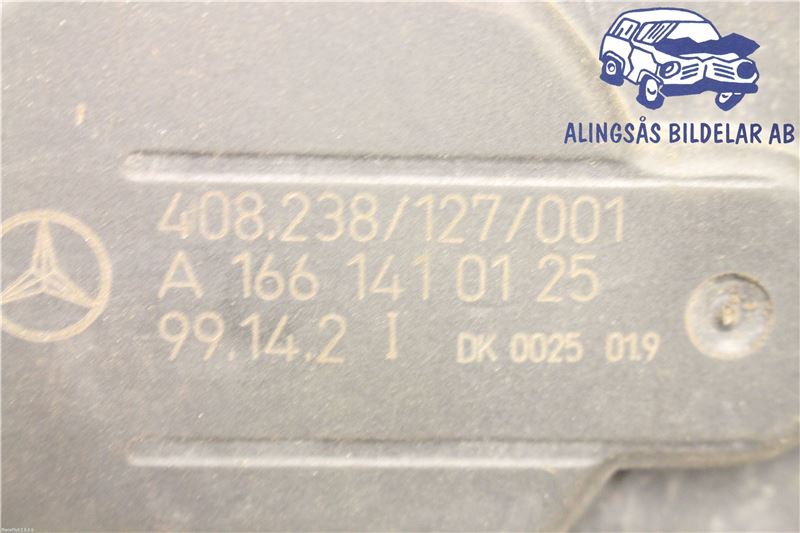 ALINGSÅS BILDELAR AB
408.238/127/001
A 166 141 01 25
99.14.2 I DK 0025 01.9